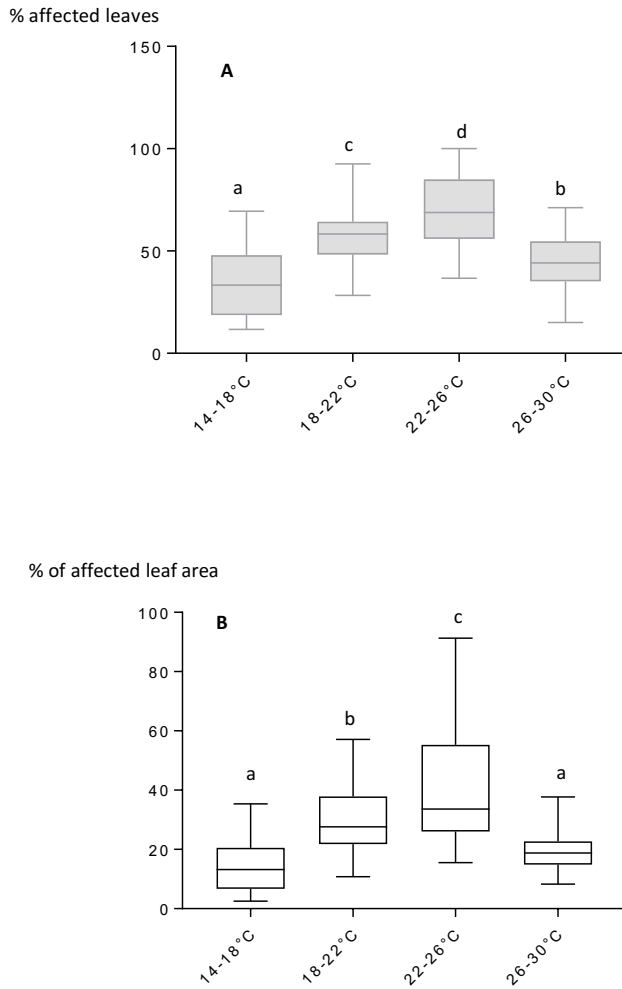 % affected leaves
150
A
d
c
100
a
b
50
0
14-18°C
18-22°C
22-26°C
26-30°C
% of affected leaf area
100
B
c
80
b
60
a
a
40
20
0
14-18°C
18-22°C
22-26°C
26-30°C